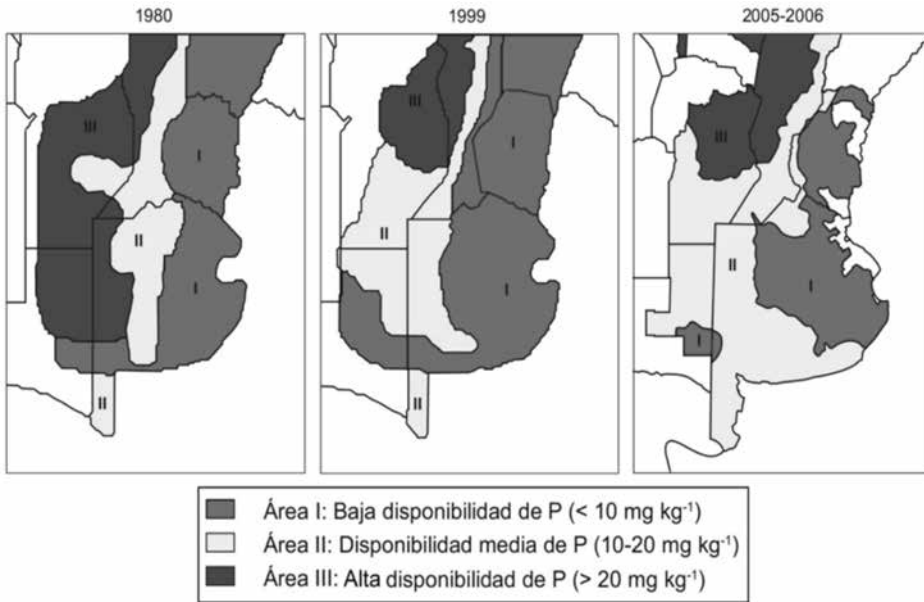 1980 1999 2005-2006
III
I
II
I
II
III
I
II
I
II
III
I
II
I
I
Área I: Baja disponibilidad de P (< 10 mg kg⁻¹)
Área II: Disponibilidad media de P (10-20 mg kg⁻¹)
Área III: Alta disponibilidad de P (> 20 mg kg⁻¹)